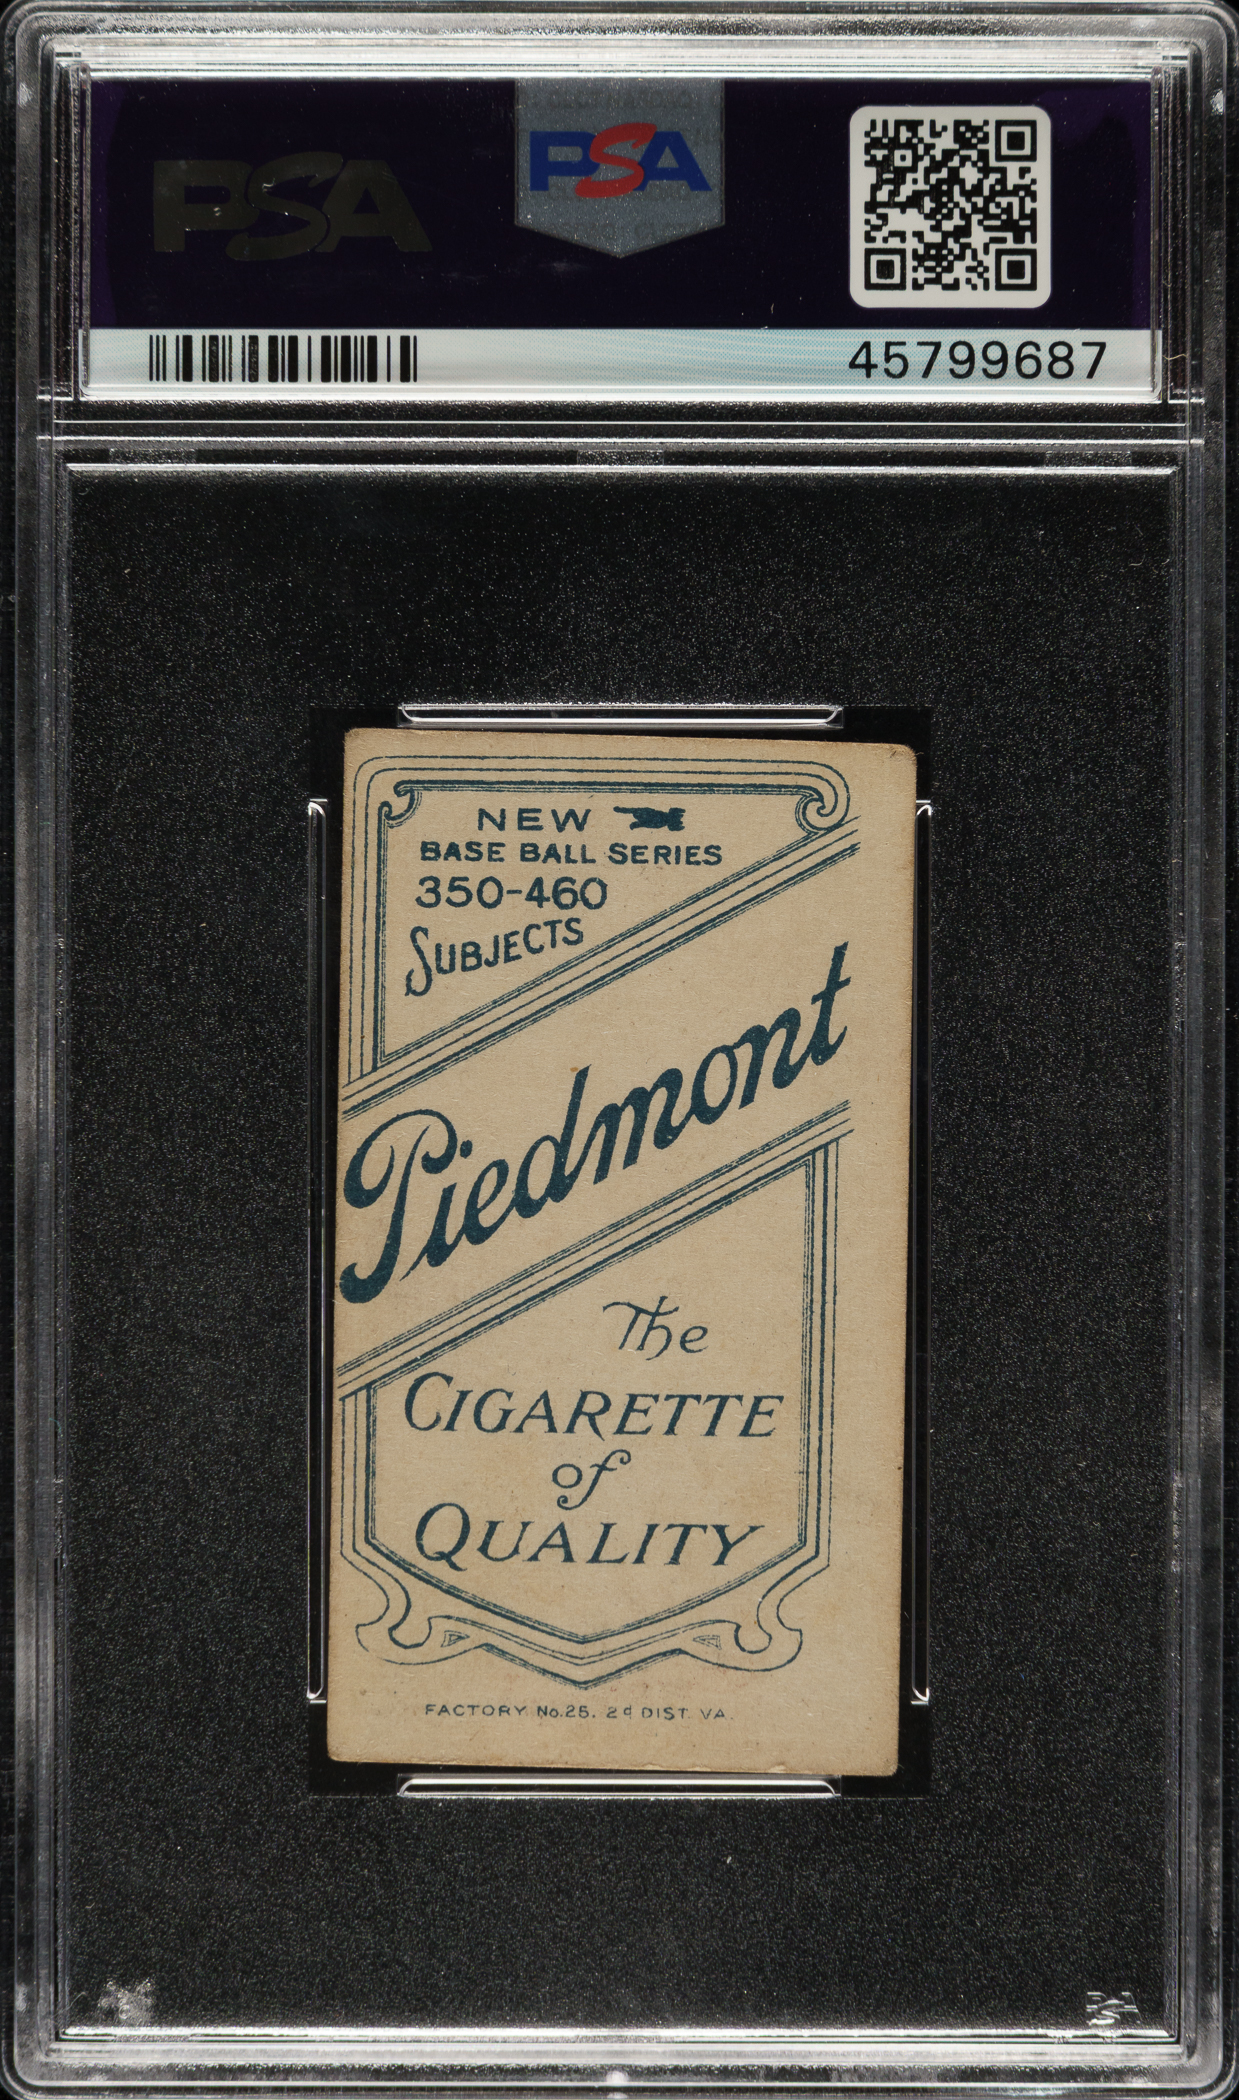 PSA
PSA
45799687
NEW
BASE BALL SERIES
350-460
SUBJECTS
Piedmont
The
CIGARETTE
of
QUALITY
FACTORY No. 25. 2d DIST. VA.
PSA